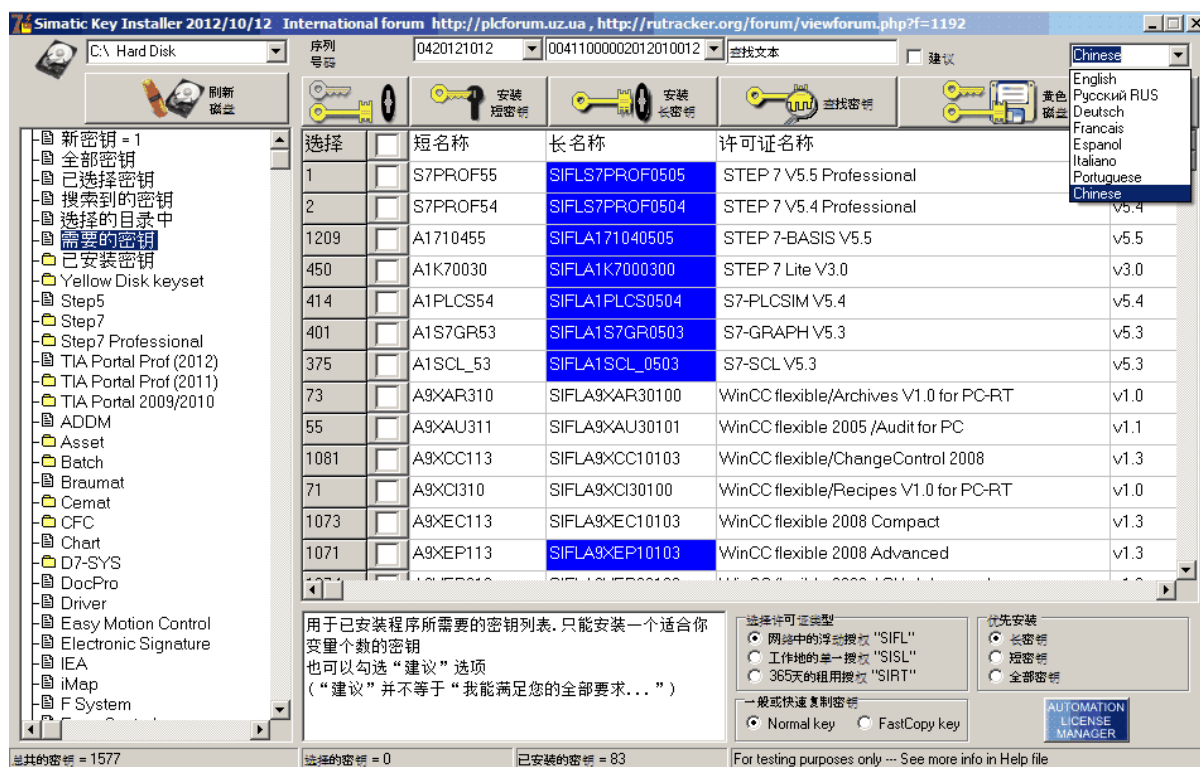 Simatic Key Installer 2012/10/12 International forum http://plcforum.uz.ua , http://rutracker.org/forum/viewforum.php?f=1192
C:\ Hard Disk
序列
号码
0420121012
00411000002012010012
查找文本
建议
Chinese
English
Русский RUS
Deutsch
Francais
Espanol
Italiano
Portuguese
Chinese
刷新
磁盘
安装
短密钥
安装
长密钥
查找密钥
黄色
磁盘
新密钥 = 1
全部密钥
已选择密钥
搜索到的密钥
选择的目录中
需要的密钥
已安装密钥
Yellow Disk keyset
Step5
Step7
Step7 Professional
TIA Portal Prof (2012)
TIA Portal Prof (2011)
TIA Portal 2009/2010
ADDM
Asset
Batch
Braumat
Cemat
CFC
Chart
D7-SYS
DocPro
Driver
Easy Motion Control
Electronic Signature
IEA
iMap
F System
选择 短名称 长名称 许可证名称
1 S7PROF55 SIFLS7PROF0505 STEP 7 V5.5 Professional
2 S7PROF54 SIFLS7PROF0504 STEP 7 V5.4 Professional v5.4
1209 A1710455 SIFLA171040505 STEP 7-BASIS V5.5 v5.5
450 A1K70030 SIFLA1K7000300 STEP 7 Lite V3.0 v3.0
414 A1PLCS54 SIFLA1PLCS0504 S7-PLCSIM V5.4 v5.4
401 A1S7GR53 SIFLA1S7GR0503 S7-GRAPH V5.3 v5.3
375 A1SCL_53 SIFLA1SCL_0503 S7-SCL V5.3 v5.3
73 A9XAR310 SIFLA9XAR30100 WinCC flexible/Archives V1.0 for PC-RT v1.0
55 A9XAU311 SIFLA9XAU30101 WinCC flexible 2005 /Audit for PC v1.1
1081 A9XCC113 SIFLA9XCC10103 WinCC flexible/ChangeControl 2008 v1.3
71 A9XCI310 SIFLA9XCI30100 WinCC flexible/Recipes V1.0 for PC-RT v1.0
1073 A9XEC113 SIFLA9XEC10103 WinCC flexible 2008 Compact v1.3
1071 A9XEP113 SIFLA9XEP10103 WinCC flexible 2008 Advanced v1.3
用于已安装程序所需要的密钥列表.只能安装一个适合你
变量个数的密钥
也可以勾选“建议”选项
(“建议”并不等于“我能满足您的全部要求...”)
选择许可证类型
网络中的浮动授权 "SIFL"
工作地的单一授权 "SISL"
365天的租用授权 "SIRT"
优先安装
长密钥
短密钥
全部密钥
一般或快速复制密钥
Normal key FastCopy key
AUTOMATION
LICENSE
MANAGER
总共的密钥 = 1577
选择的密钥 = 0
已安装的密钥 = 83
For testing purposes only --- See more info in Help file